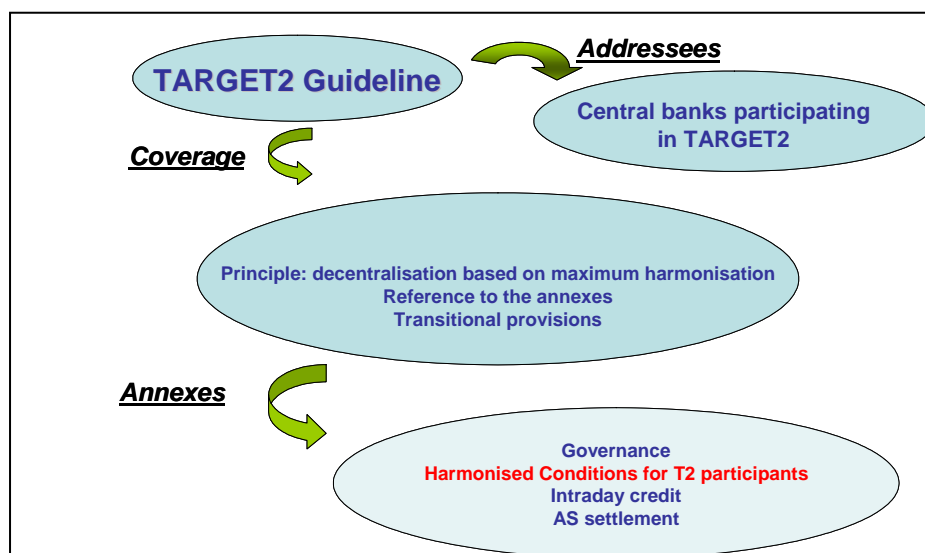 TARGET2 Guideline
Addressees
Central banks participating
in TARGET2
Coverage
Principle: decentralisation based on maximum harmonisation
Reference to the annexes
Transitional provisions
Annexes
Governance
Harmonised Conditions for T2 participants
Intraday credit
AS settlement